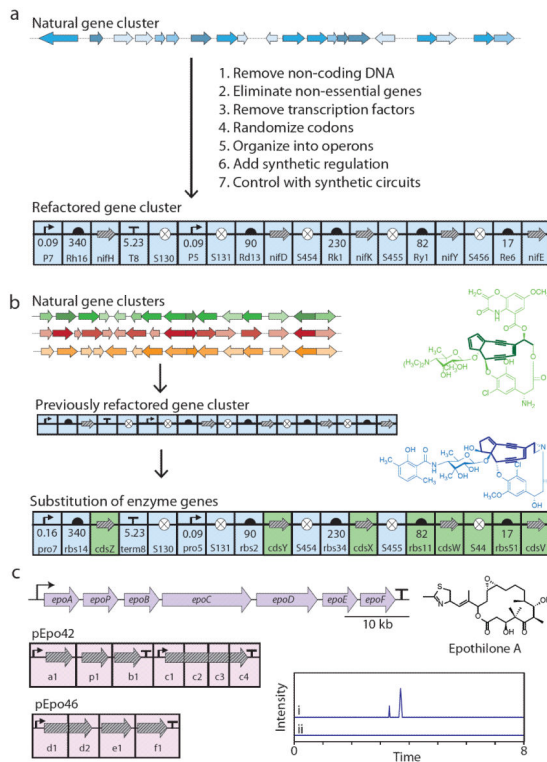 a
Natural gene cluster
1. Remove non-coding DNA
2. Eliminate non-essential genes
3. Remove transcription factors
4. Randomize codons
5. Organize into operons
6. Add synthetic regulation
7. Control with synthetic circuits
Refactored gene cluster
0.09 340 5.23 0.09 90 230 82 17
P7 Rh16 nifH T8 S130 P5 S131 Rd13 nifD S454 Rk1 nifK S455 Ry1 nifY S456 Re6 nifE
b
Natural gene clusters
Previously refactored gene cluster
Substitution of enzyme genes
0.16 340 5.23 0.09 90 230 82 17
pro7 rbs14 cdsZ term8 S130 pro5 S131 rbs2 cdsY S454 rbs34 cdsX S455 rbs11 cdsW S44 rbs51 cdsV
c
epoA epoP epoB epoC epoD epoE epoF
10 kb
Epothilone A
pEpo42
a1 p1 b1 c1 c2 c3 c4
pEpo46
d1 d2 e1 f1
Intensity
i
ii
0 8
Time